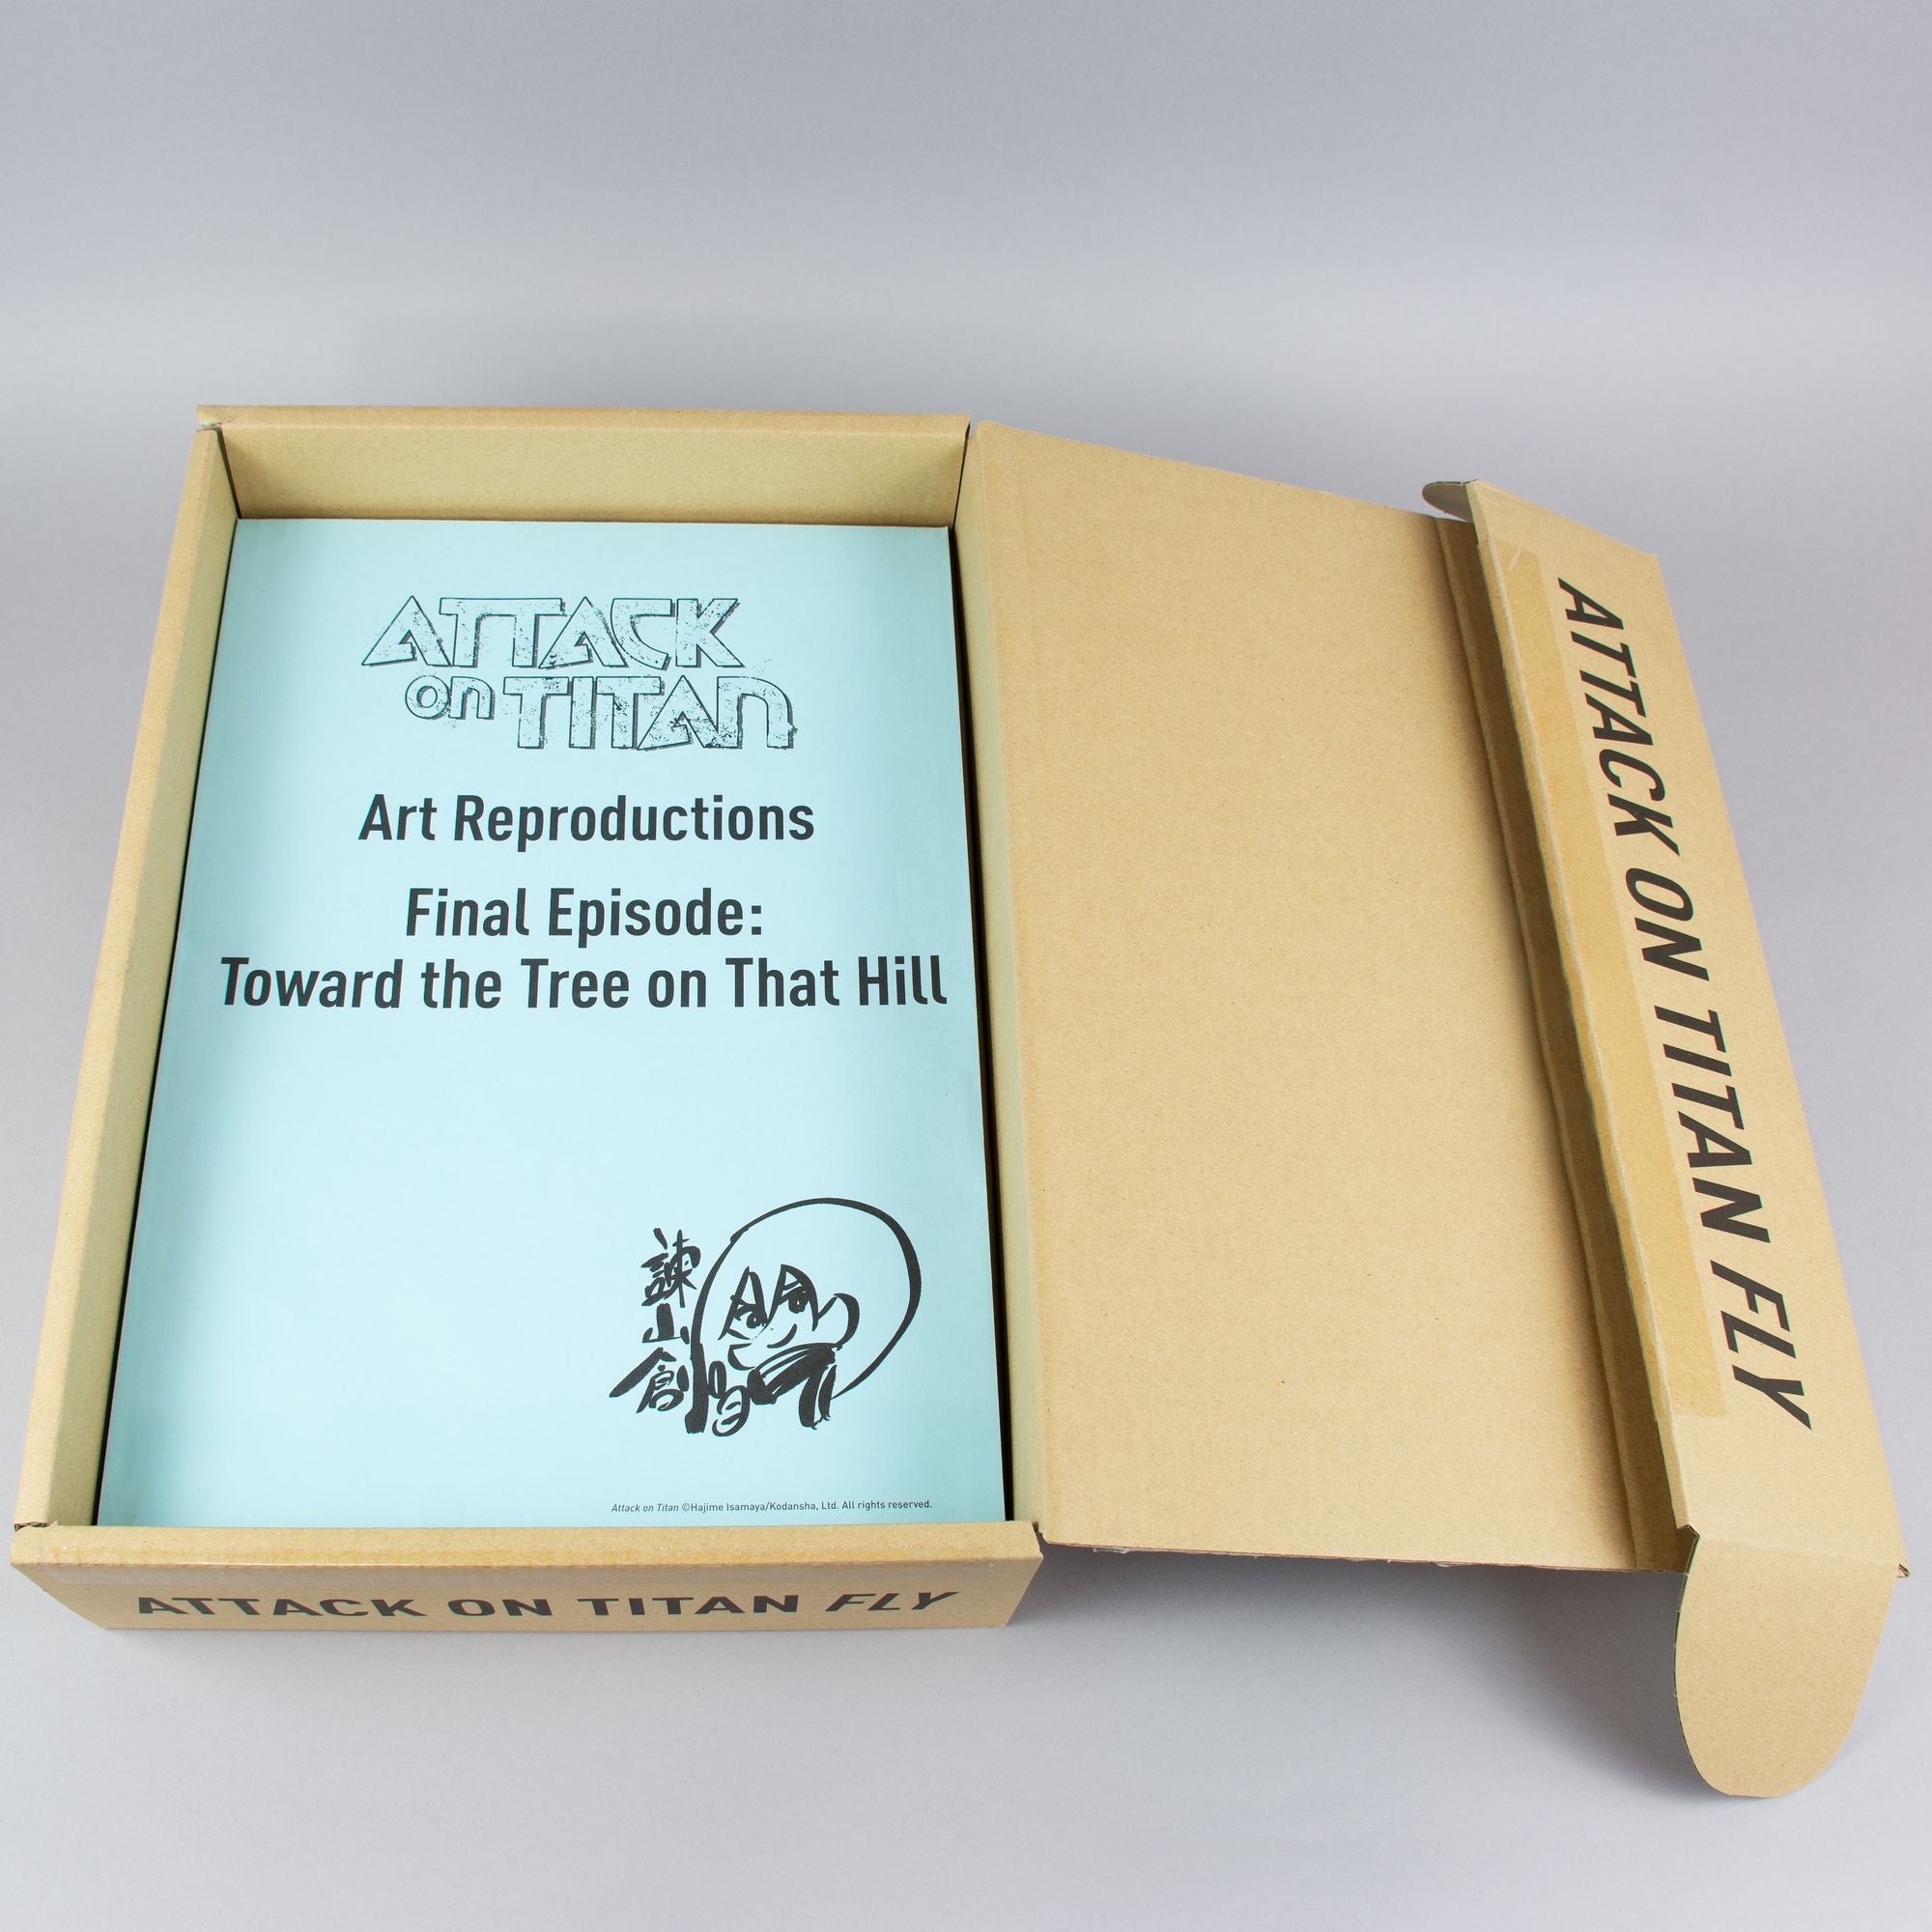 ATTACK
on TITAN
Art Reproductions
Final Episode:
Toward the Tree on That Hill
諫山創
Attack on Titan ©Hajime Isamaya/Kodansha, Ltd. All rights reserved.
ATTACK ON TITAN FLY
ATTACK ON TITAN FLY